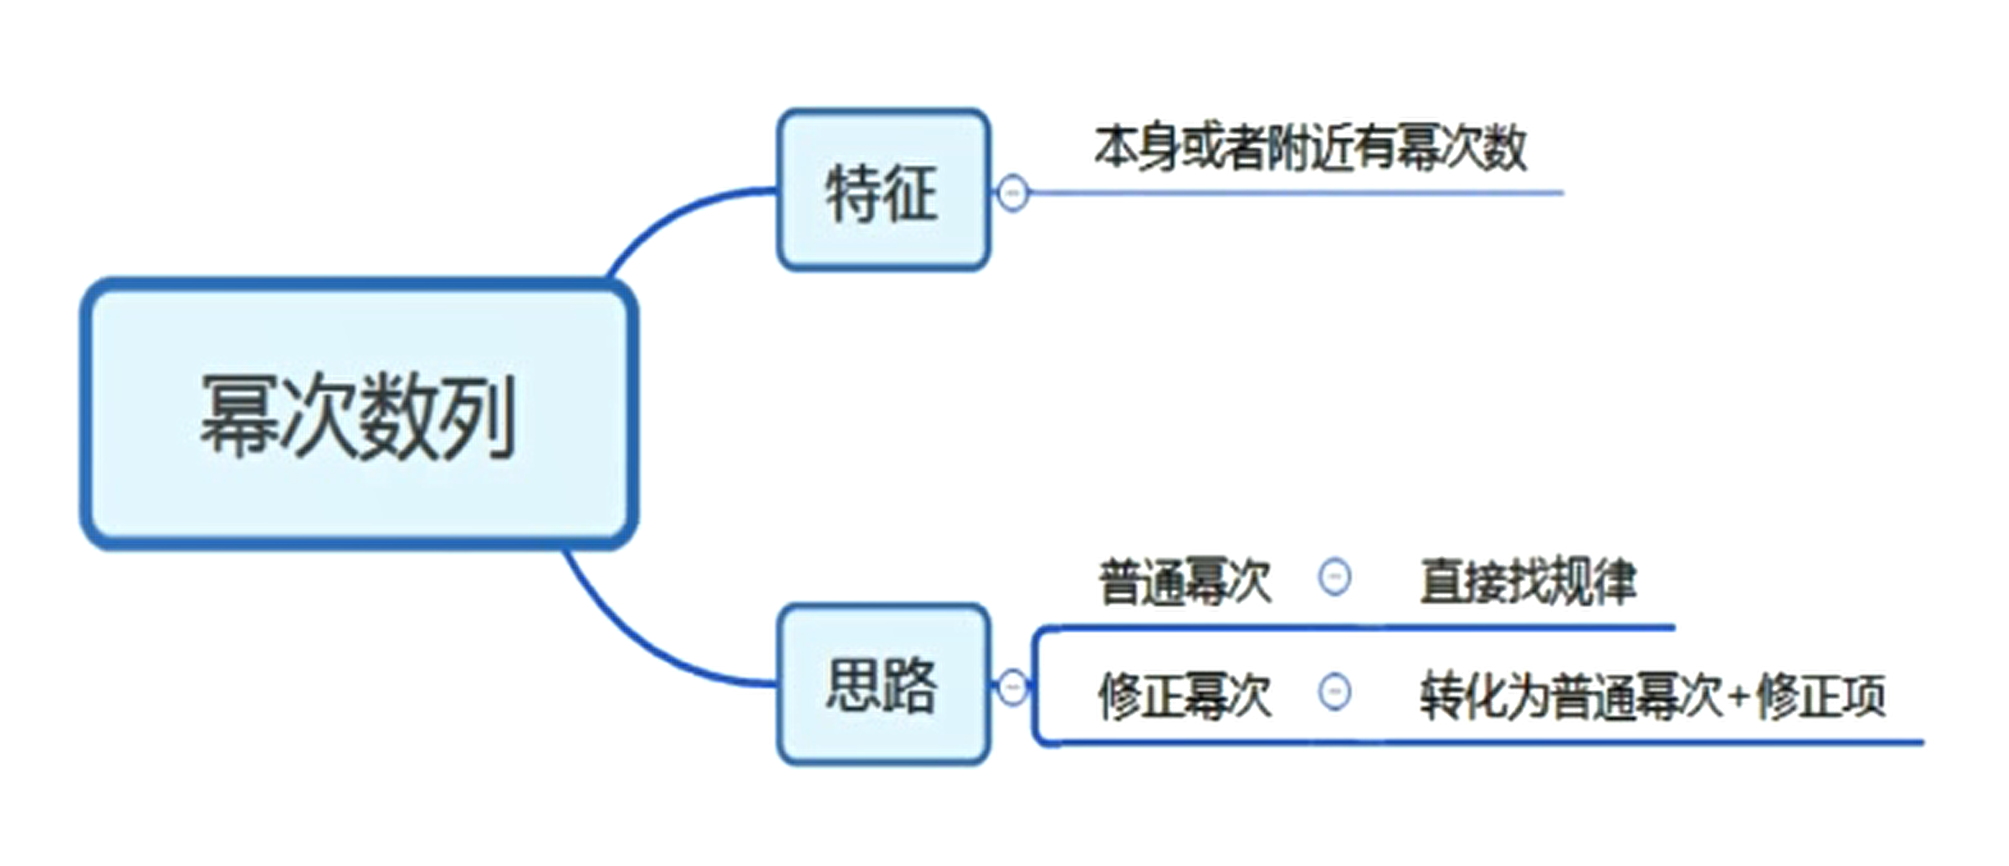 幂次数列
特征
本身或者附近有幂次数
思路
普通幂次
直接找规律
修正幂次
转化为普通幂次+修正项